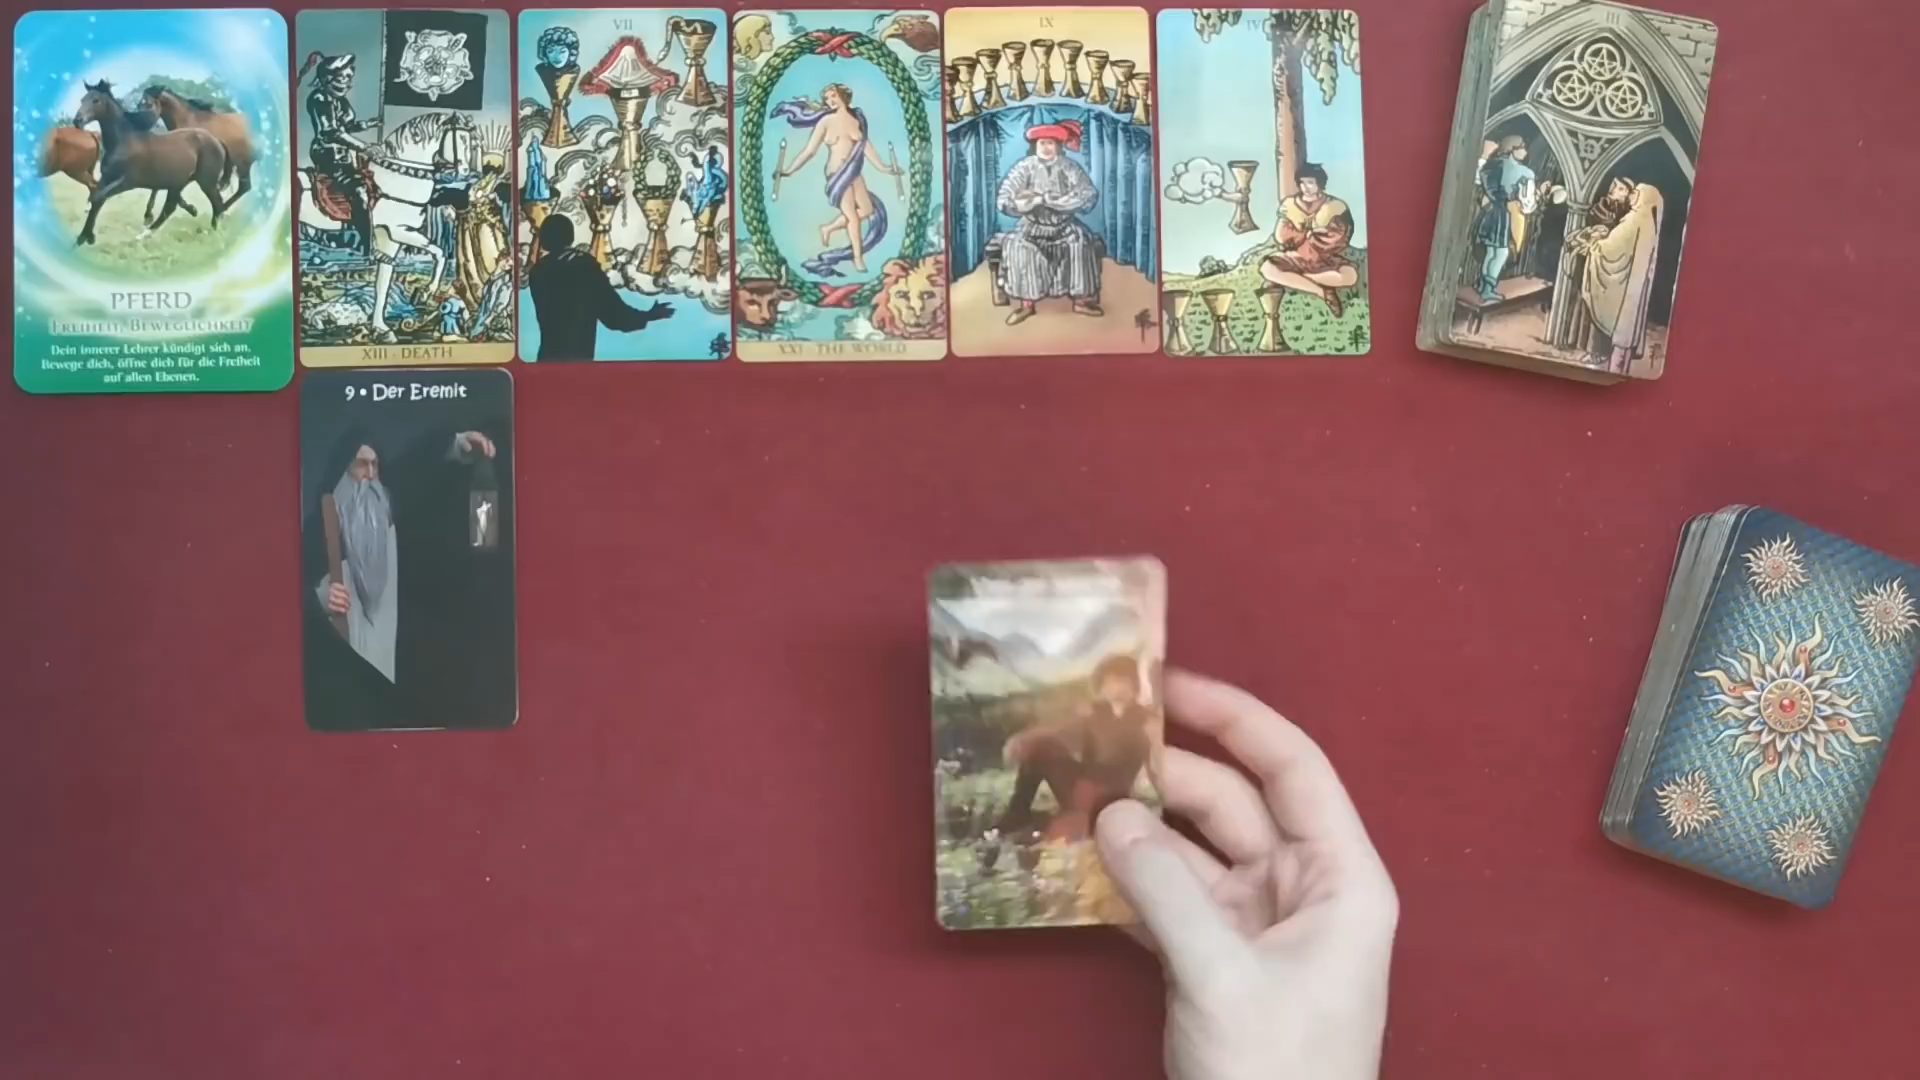 PFERD
FREIHEIT, BEWEGLICHKEIT
Dein innerer Lehrer kündigt sich an.
Bewege dich, öffne dich für die Freiheit
auf allen Ebenen.
XIII · DEATH
VII
XXI · THE WORLD
IX
IV
III
9 • Der Eremit